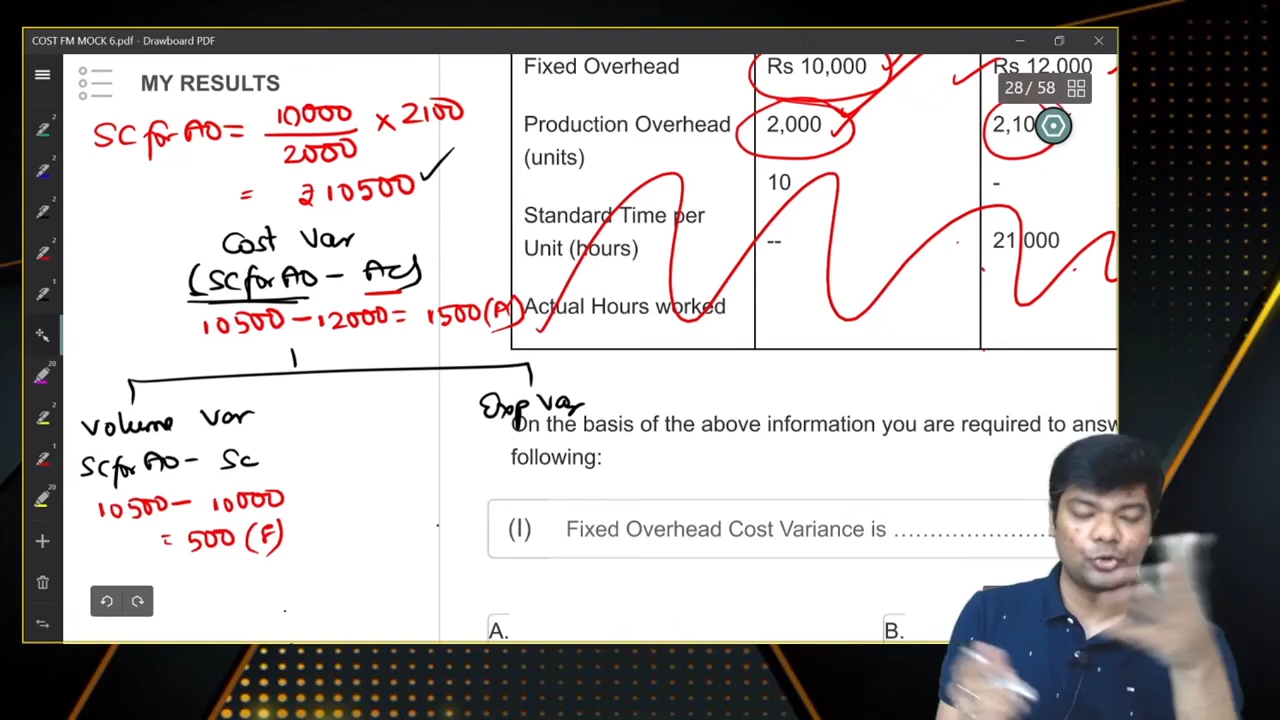 COST FM MOCK 6.pdf - Drawboard PDF
MY RESULTS
SC for AO = 10000 / 2000 × 2100
= ₹10500
Cost Var
(SC for AO - AC)
10500 - 12000 = 1500 (A)
Volume Var
SC for AO - SC
10500 - 10000
= 500 (F)
Exp Var
Fixed Overhead Rs 10,000 Rs 12,000
28 / 58
Production Overhead 2,000 2,10
(units)
10 -
Standard Time per
Unit (hours) -- 21,000
Actual Hours worked
On the basis of the above information you are required to answ
following:
(I) Fixed Overhead Cost Variance is ........................
A. B.